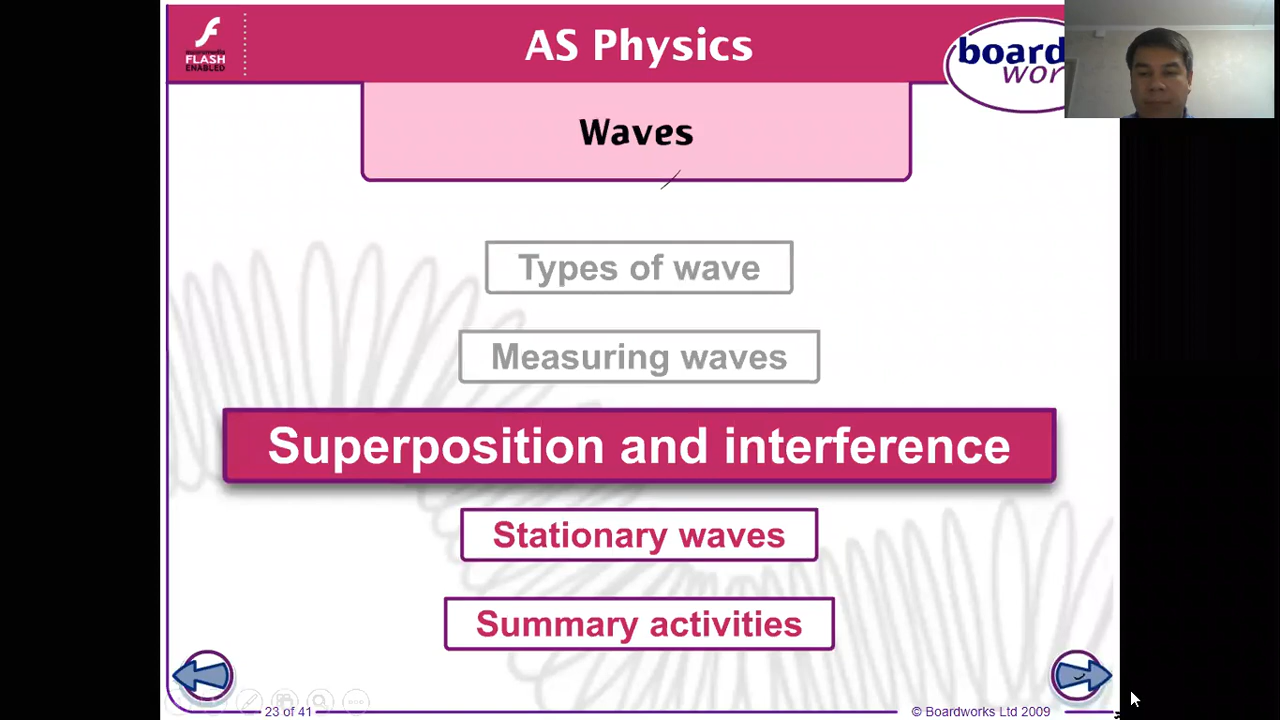 macromedia
FLASH
ENABLED
AS Physics
board
wor
Waves
Types of wave
Measuring waves
Superposition and interference
Stationary waves
Summary activities
23 of 41
© Boardworks Ltd 2009